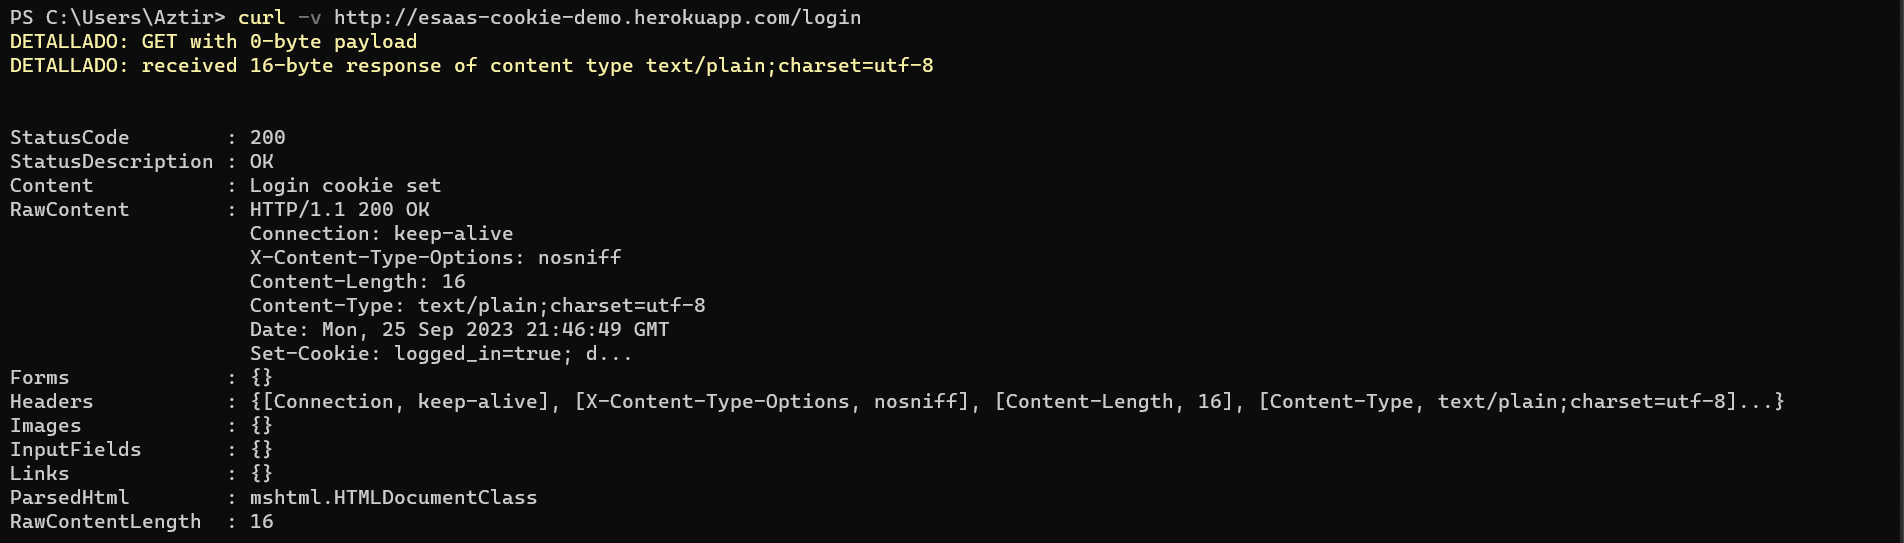 PS C:\Users\Aztir> curl -v http://esaas-cookie-demo.herokuapp.com/login
DETALLADO: GET with 0-byte payload
DETALLADO: received 16-byte response of content type text/plain;charset=utf-8
StatusCode        : 200
StatusDescription : OK
Content           : Login cookie set
RawContent        : HTTP/1.1 200 OK
                    Connection: keep-alive
                    X-Content-Type-Options: nosniff
                    Content-Length: 16
                    Content-Type: text/plain;charset=utf-8
                    Date: Mon, 25 Sep 2023 21:46:49 GMT
                    Set-Cookie: logged_in=true; d...
Forms             : {}
Headers           : {[Connection, keep-alive], [X-Content-Type-Options, nosniff], [Content-Length, 16], [Content-Type, text/plain;charset=utf-8]...}
Images            : {}
InputFields       : {}
Links             : {}
ParsedHtml        : mshtml.HTMLDocumentClass
RawContentLength  : 16